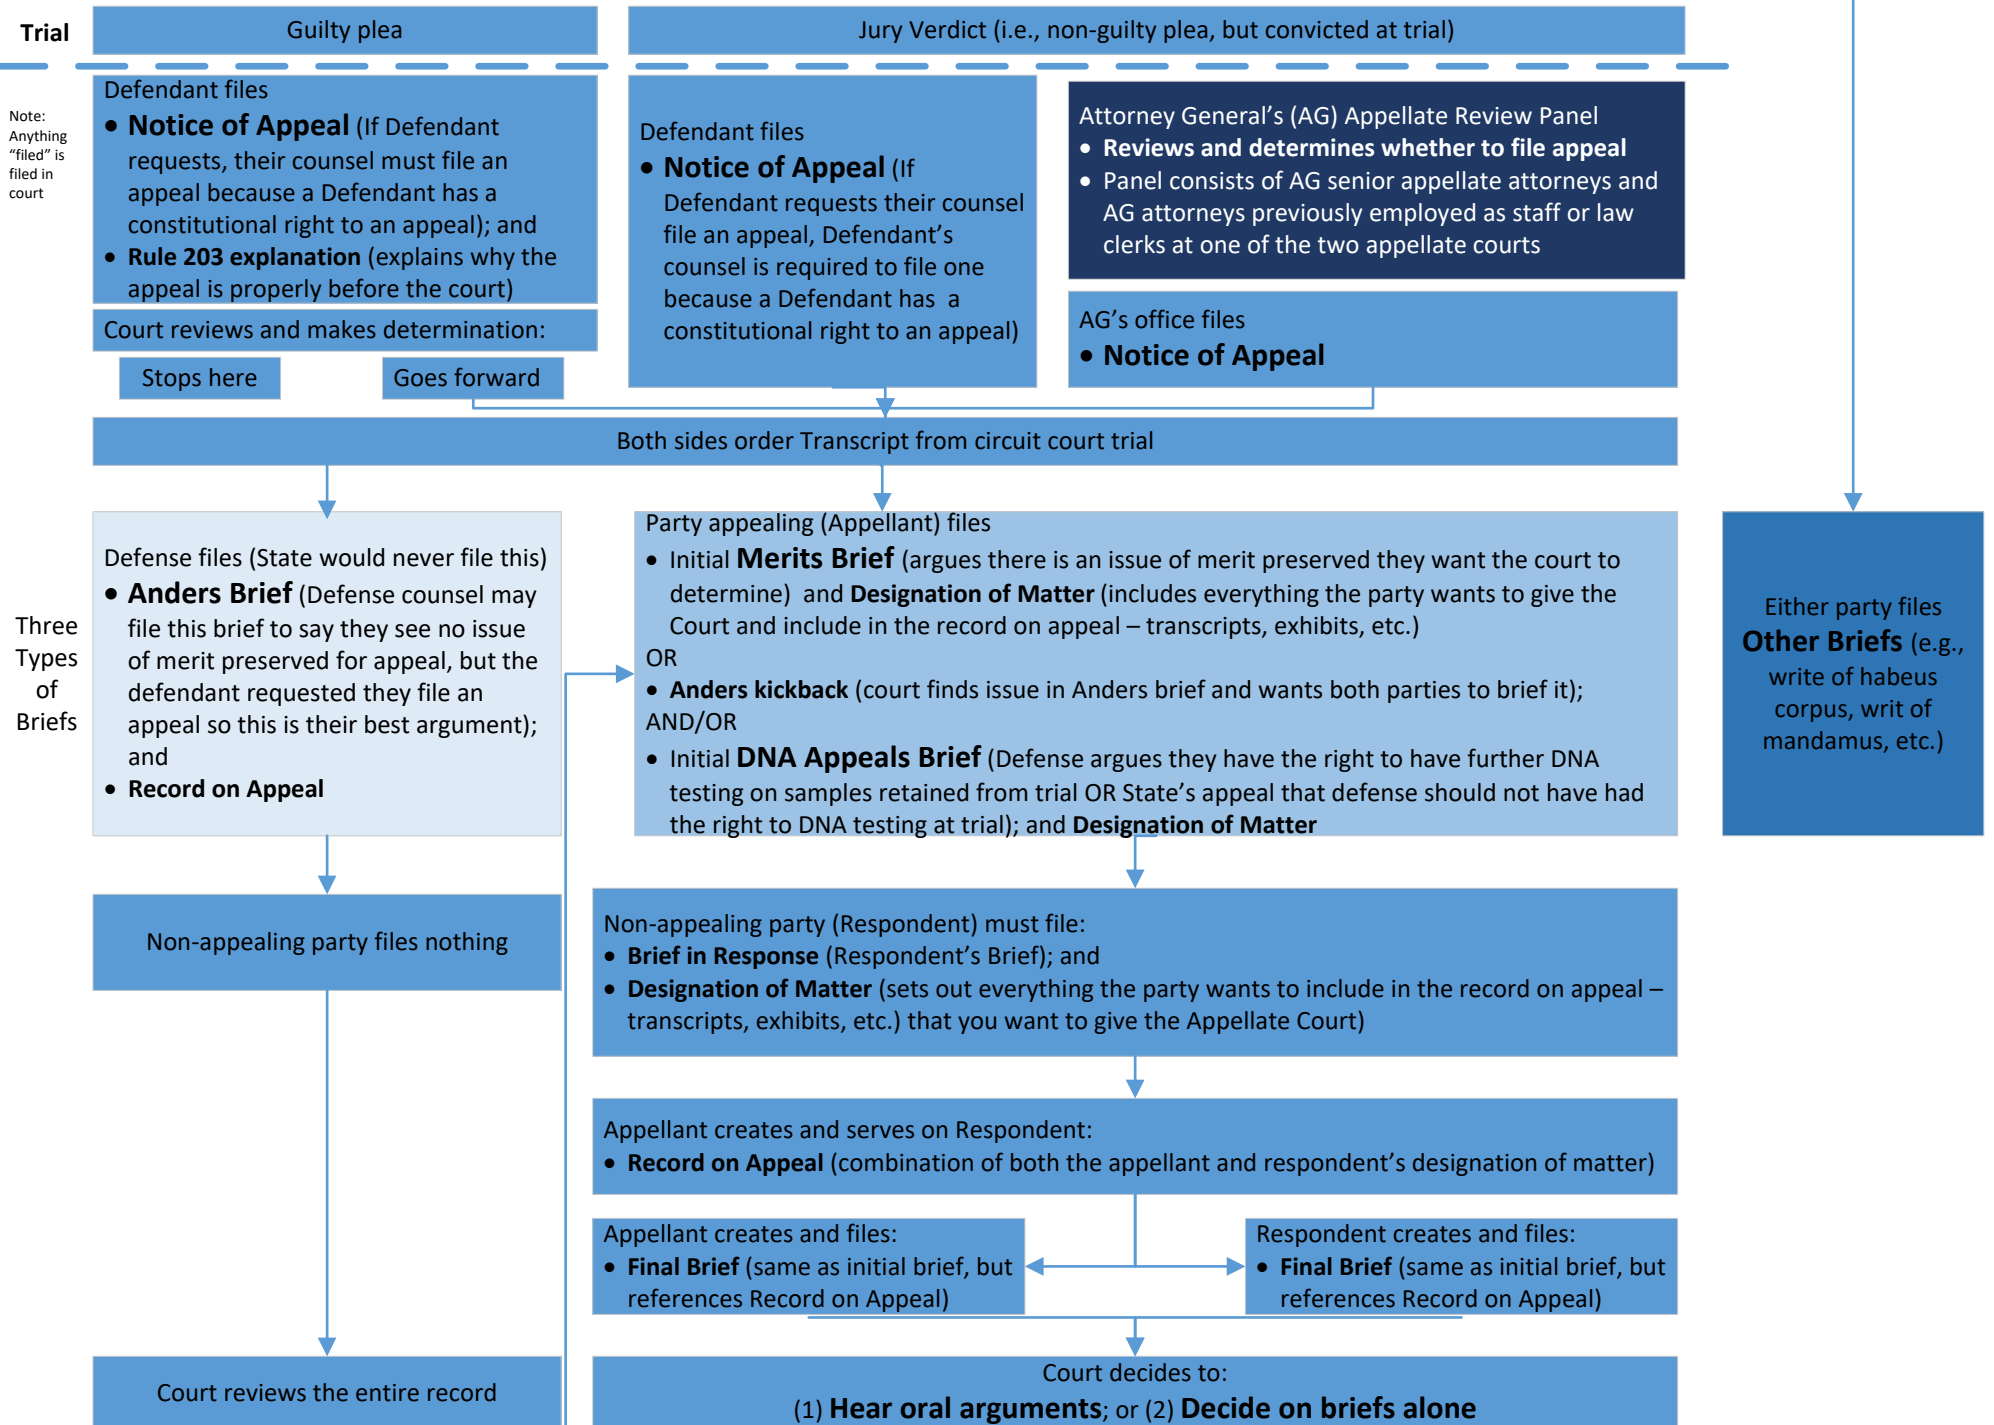 Trial
Guilty plea
Jury Verdict (i.e., non-guilty plea, but convicted at trial)
Note:
Anything
“filed” is
filed in
court
Defendant files
• Notice of Appeal (If Defendant
requests, their counsel must file an
appeal because a Defendant has a
constitutional right to an appeal); and
• Rule 203 explanation (explains why the
appeal is properly before the court)
Court reviews and makes determination:
Stops here
Goes forward
Defendant files
• Notice of Appeal (If
Defendant requests their counsel
file an appeal, Defendant’s
counsel is required to file one
because a Defendant has a
constitutional right to an appeal)
Attorney General’s (AG) Appellate Review Panel
• Reviews and determines whether to file appeal
• Panel consists of AG senior appellate attorneys and
AG attorneys previously employed as staff or law
clerks at one of the two appellate courts
AG’s office files
• Notice of Appeal
Both sides order Transcript from circuit court trial
Three
Types
of
Briefs
Defense files (State would never file this)
• Anders Brief (Defense counsel may
file this brief to say they see no issue
of merit preserved for appeal, but the
defendant requested they file an
appeal so this is their best argument);
and
• Record on Appeal
Party appealing (Appellant) files
• Initial Merits Brief (argues there is an issue of merit preserved they want the court to
determine) and Designation of Matter (includes everything the party wants to give the
Court and include in the record on appeal – transcripts, exhibits, etc.)
OR
• Anders kickback (court finds issue in Anders brief and wants both parties to brief it);
AND/OR
• Initial DNA Appeals Brief (Defense argues they have the right to have further DNA
testing on samples retained from trial OR State’s appeal that defense should not have had
the right to DNA testing at trial); and Designation of Matter
Either party files
Other Briefs (e.g.,
write of habeus
corpus, writ of
mandamus, etc.)
Non-appealing party files nothing
Non-appealing party (Respondent) must file:
• Brief in Response (Respondent’s Brief); and
• Designation of Matter (sets out everything the party wants to include in the record on appeal –
transcripts, exhibits, etc.) that you want to give the Appellate Court)
Appellant creates and serves on Respondent:
• Record on Appeal (combination of both the appellant and respondent’s designation of matter)
Appellant creates and files:
• Final Brief (same as initial brief, but
references Record on Appeal)
Respondent creates and files:
• Final Brief (same as initial brief, but
references Record on Appeal)
Court reviews the entire record
Court decides to:
(1) Hear oral arguments; or (2) Decide on briefs alone